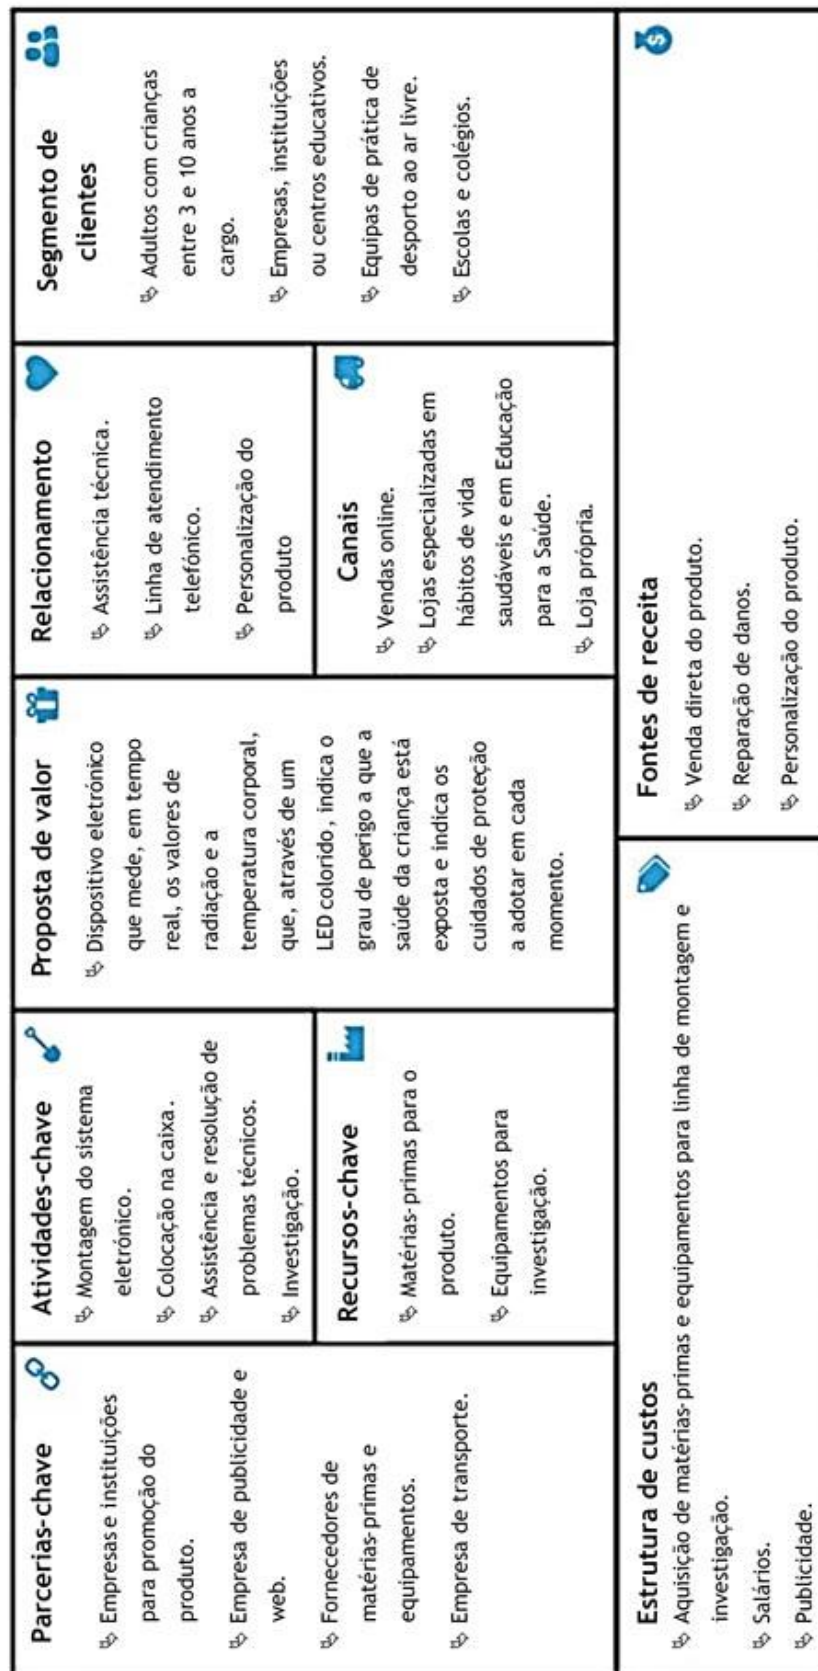 Parcerias-chave
Empresas e instituições
para promoção do
produto.
Empresa de publicidade e
web.
Fornecedores de
matérias-primas e
equipamentos.
Empresa de transporte.
Atividades-chave
Montagem do sistema
eletrónico.
Colocação na caixa.
Assistência e resolução de
problemas técnicos.
Investigação.
Recursos-chave
Matérias-primas para o
produto.
Equipamentos para
investigação.
Proposta de valor
Dispositivo eletrónico
que mede, em tempo
real, os valores de
radiação e a
temperatura corporal,
que, através de um
LED colorido, indica o
grau de perigo a que a
saúde da criança está
exposta e indica os
cuidados de proteção
a adotar em cada
momento.
Relacionamento
Assistência técnica.
Linha de atendimento
telefónico.
Personalização do
produto
Canais
Vendas online.
Lojas especializadas em
hábitos de vida
saudáveis e em Educação
para a Saúde.
Loja própria.
Segmento de
clientes
Adultos com crianças
entre 3 e 10 anos a
cargo.
Empresas, instituições
ou centros educativos.
Equipas de prática de
desporto ao ar livre.
Escolas e colégios.
Estrutura de custos
Aquisição de matérias-primas e equipamentos para linha de montagem e
investigação.
Salários.
Publicidade.
Fontes de receita
Venda direta do produto.
Reparação de danos.
Personalização do produto.